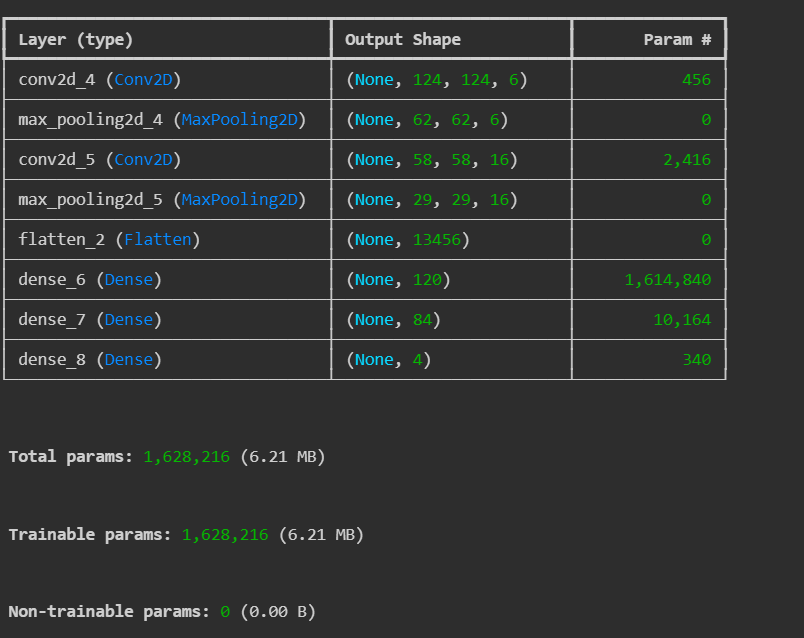 Layer (type) Output Shape Param #
conv2d_4 (Conv2D) (None, 124, 124, 6) 456
max_pooling2d_4 (MaxPooling2D) (None, 62, 62, 6) 0
conv2d_5 (Conv2D) (None, 58, 58, 16) 2,416
max_pooling2d_5 (MaxPooling2D) (None, 29, 29, 16) 0
flatten_2 (Flatten) (None, 13456) 0
dense_6 (Dense) (None, 120) 1,614,840
dense_7 (Dense) (None, 84) 10,164
dense_8 (Dense) (None, 4) 340
Total params: 1,628,216 (6.21 MB)
Trainable params: 1,628,216 (6.21 MB)
Non-trainable params: 0 (0.00 B)